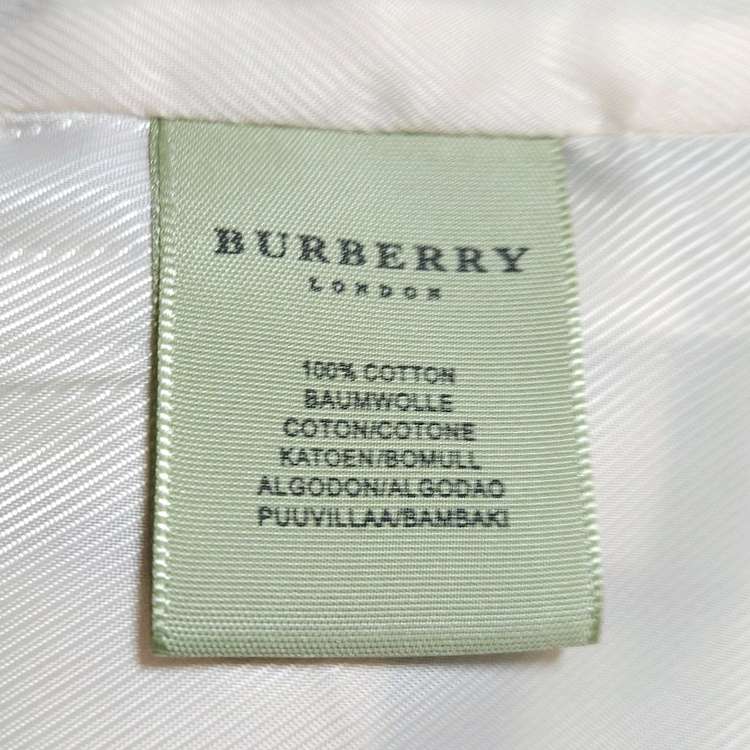 BURBERRY
LONDON
100% COTTON
BAUMWOLLE
COTON/COTONE
KATOEN/BOMULL
ALGODON/ALGODAO
PUUVILLAA/BAMBAKI